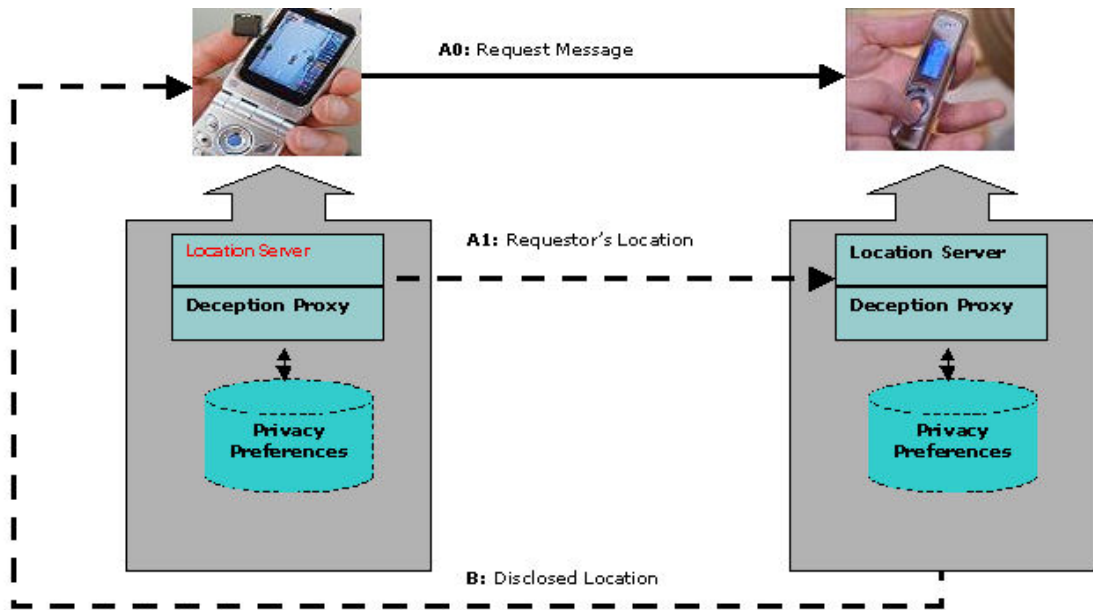 A0: Request Message
Location Server
A1: Requestor's Location
Location Server
Deception Proxy
Deception Proxy
Privacy
Preferences
Privacy
Preferences
B: Disclosed Location